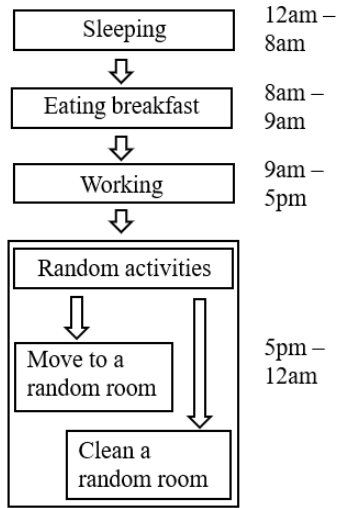 Sleeping
12am –
8am
Eating breakfast
8am –
9am
Working
9am –
5pm
Random activities
Move to a
random room
5pm –
12am
Clean a
random room